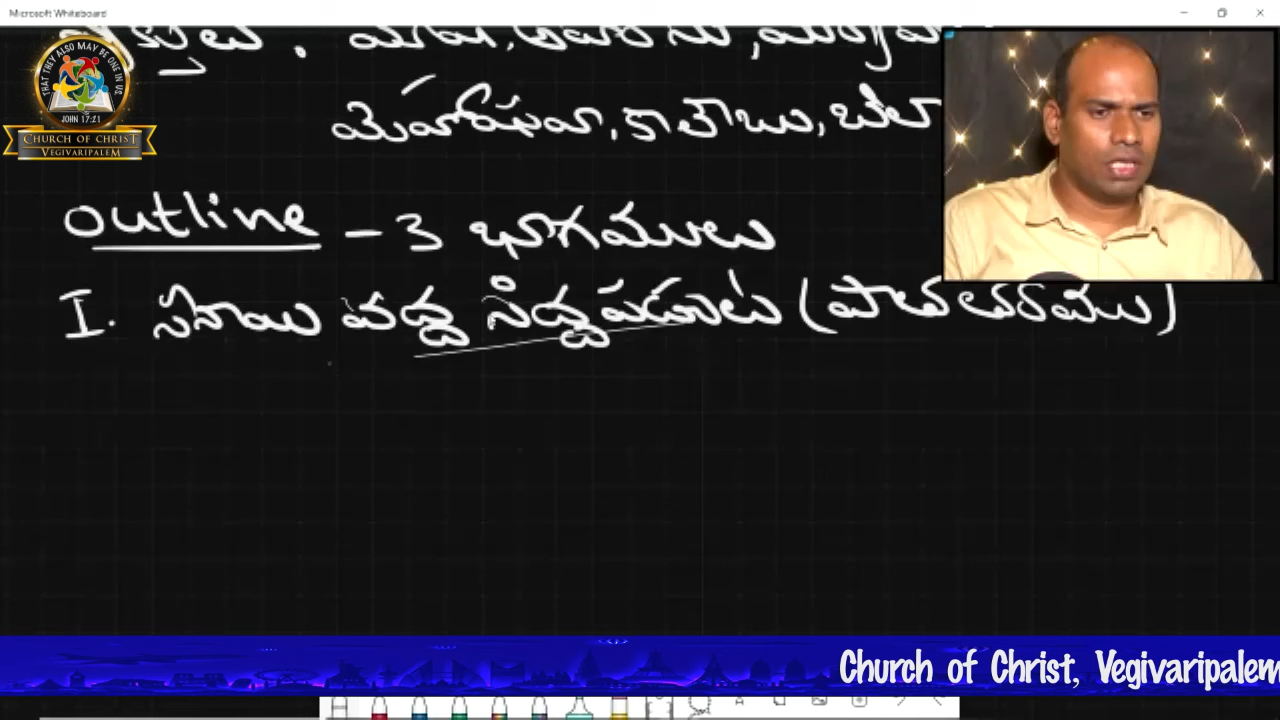 Microsoft Whiteboard
THAT THEY ALSO MAY BE ONE IN US
JOHN 17:21
CHURCH OF CHRIST
VEGIVARIPALEM
యెహోషువా, కాలేబు,
outline - 3 భాగములు
I. సీనాయి వద్ద సిద్ధపడుట (పాత తరము)
Church of Christ, Vegivaripalem